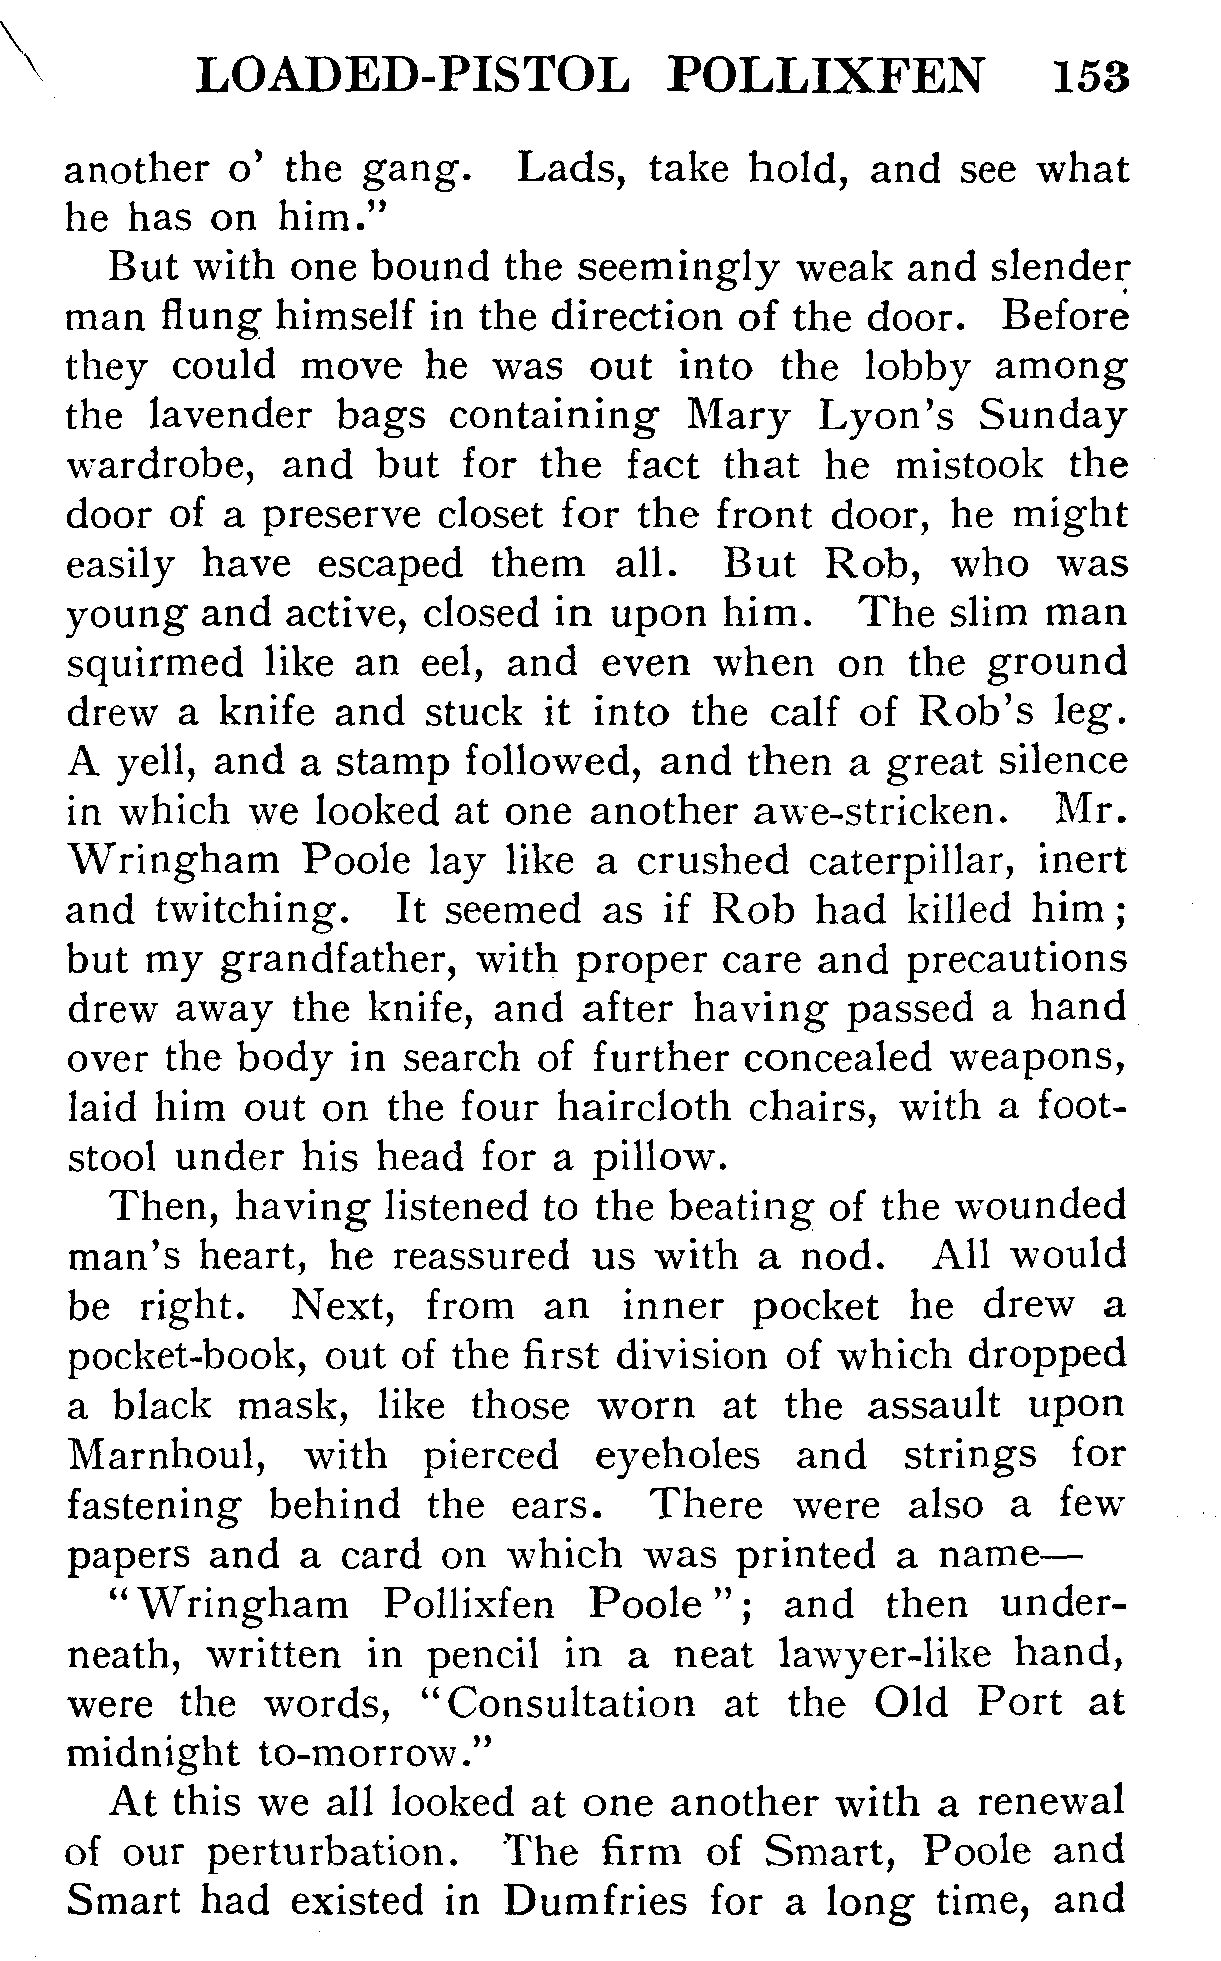 LOADED-PISTOL POLLIXFEN 153
another o' the gang. Lads, take hold, and see what
he has on him."
But with one bound the seemingly weak and slender
man flung himself in the direction of the door. Before
they could move he was out into the lobby among
the lavender bags containing Mary Lyon's Sunday
wardrobe, and but for the fact that he mistook the
door of a preserve closet for the front door, he might
easily have escaped them all. But Rob, who was
young and active, closed in upon him. The slim man
squirmed like an eel, and even when on the ground
drew a knife and stuck it into the calf of Rob's leg.
A yell, and a stamp followed, and then a great silence
in which we looked at one another awe-stricken. Mr.
Wringham Poole lay like a crushed caterpillar, inert
and twitching. It seemed as if Rob had killed him;
but my grandfather, with proper care and precautions
drew away the knife, and after having passed a hand
over the body in search of further concealed weapons,
laid him out on the four haircloth chairs, with a foot-
stool under his head for a pillow.
Then, having listened to the beating of the wounded
man's heart, he reassured us with a nod. All would
be right. Next, from an inner pocket he drew a
pocket-book, out of the first division of which dropped
a black mask, like those worn at the assault upon
Marnhoul, with pierced eyeholes and strings for
fastening behind the ears. There were also a few
papers and a card on which was printed a name—
"Wringham Pollixfen Poole"; and then under-
neath, written in pencil in a neat lawyer-like hand,
were the words, "Consultation at the Old Port at
midnight to-morrow."
At this we all looked at one another with a renewal
of our perturbation. The firm of Smart, Poole and
Smart had existed in Dumfries for a long time, and